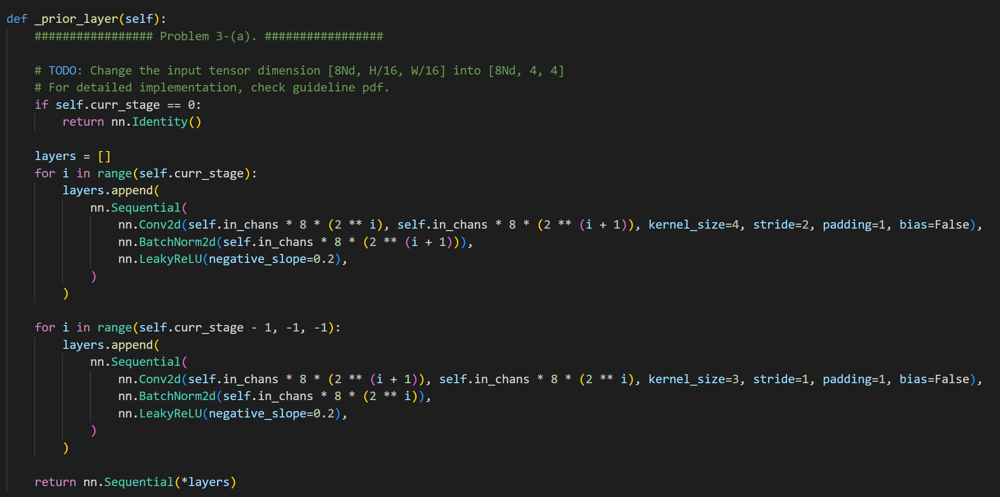 def _prior_layer(self):
    ################# Problem 3-(a). #################
    # TODO: Change the input tensor dimension [8Nd, H/16, W/16] into [8Nd, 4, 4]
    # For detailed implementation, check guideline pdf.
    if self.curr_stage == 0:
        return nn.Identity()
    layers = []
    for i in range(self.curr_stage):
        layers.append(
            nn.Sequential(
                nn.Conv2d(self.in_chans * 8 * (2 ** i), self.in_chans * 8 * (2 ** (i + 1)), kernel_size=4, stride=2, padding=1, bias=False),
                nn.BatchNorm2d(self.in_chans * 8 * (2 ** (i + 1))),
                nn.LeakyReLU(negative_slope=0.2),
            )
        )
    for i in range(self.curr_stage - 1, -1, -1):
        layers.append(
            nn.Sequential(
                nn.Conv2d(self.in_chans * 8 * (2 ** (i + 1)), self.in_chans * 8 * (2 ** i), kernel_size=3, stride=1, padding=1, bias=False),
                nn.BatchNorm2d(self.in_chans * 8 * (2 ** i)),
                nn.LeakyReLU(negative_slope=0.2),
            )
        )
    return nn.Sequential(*layers)